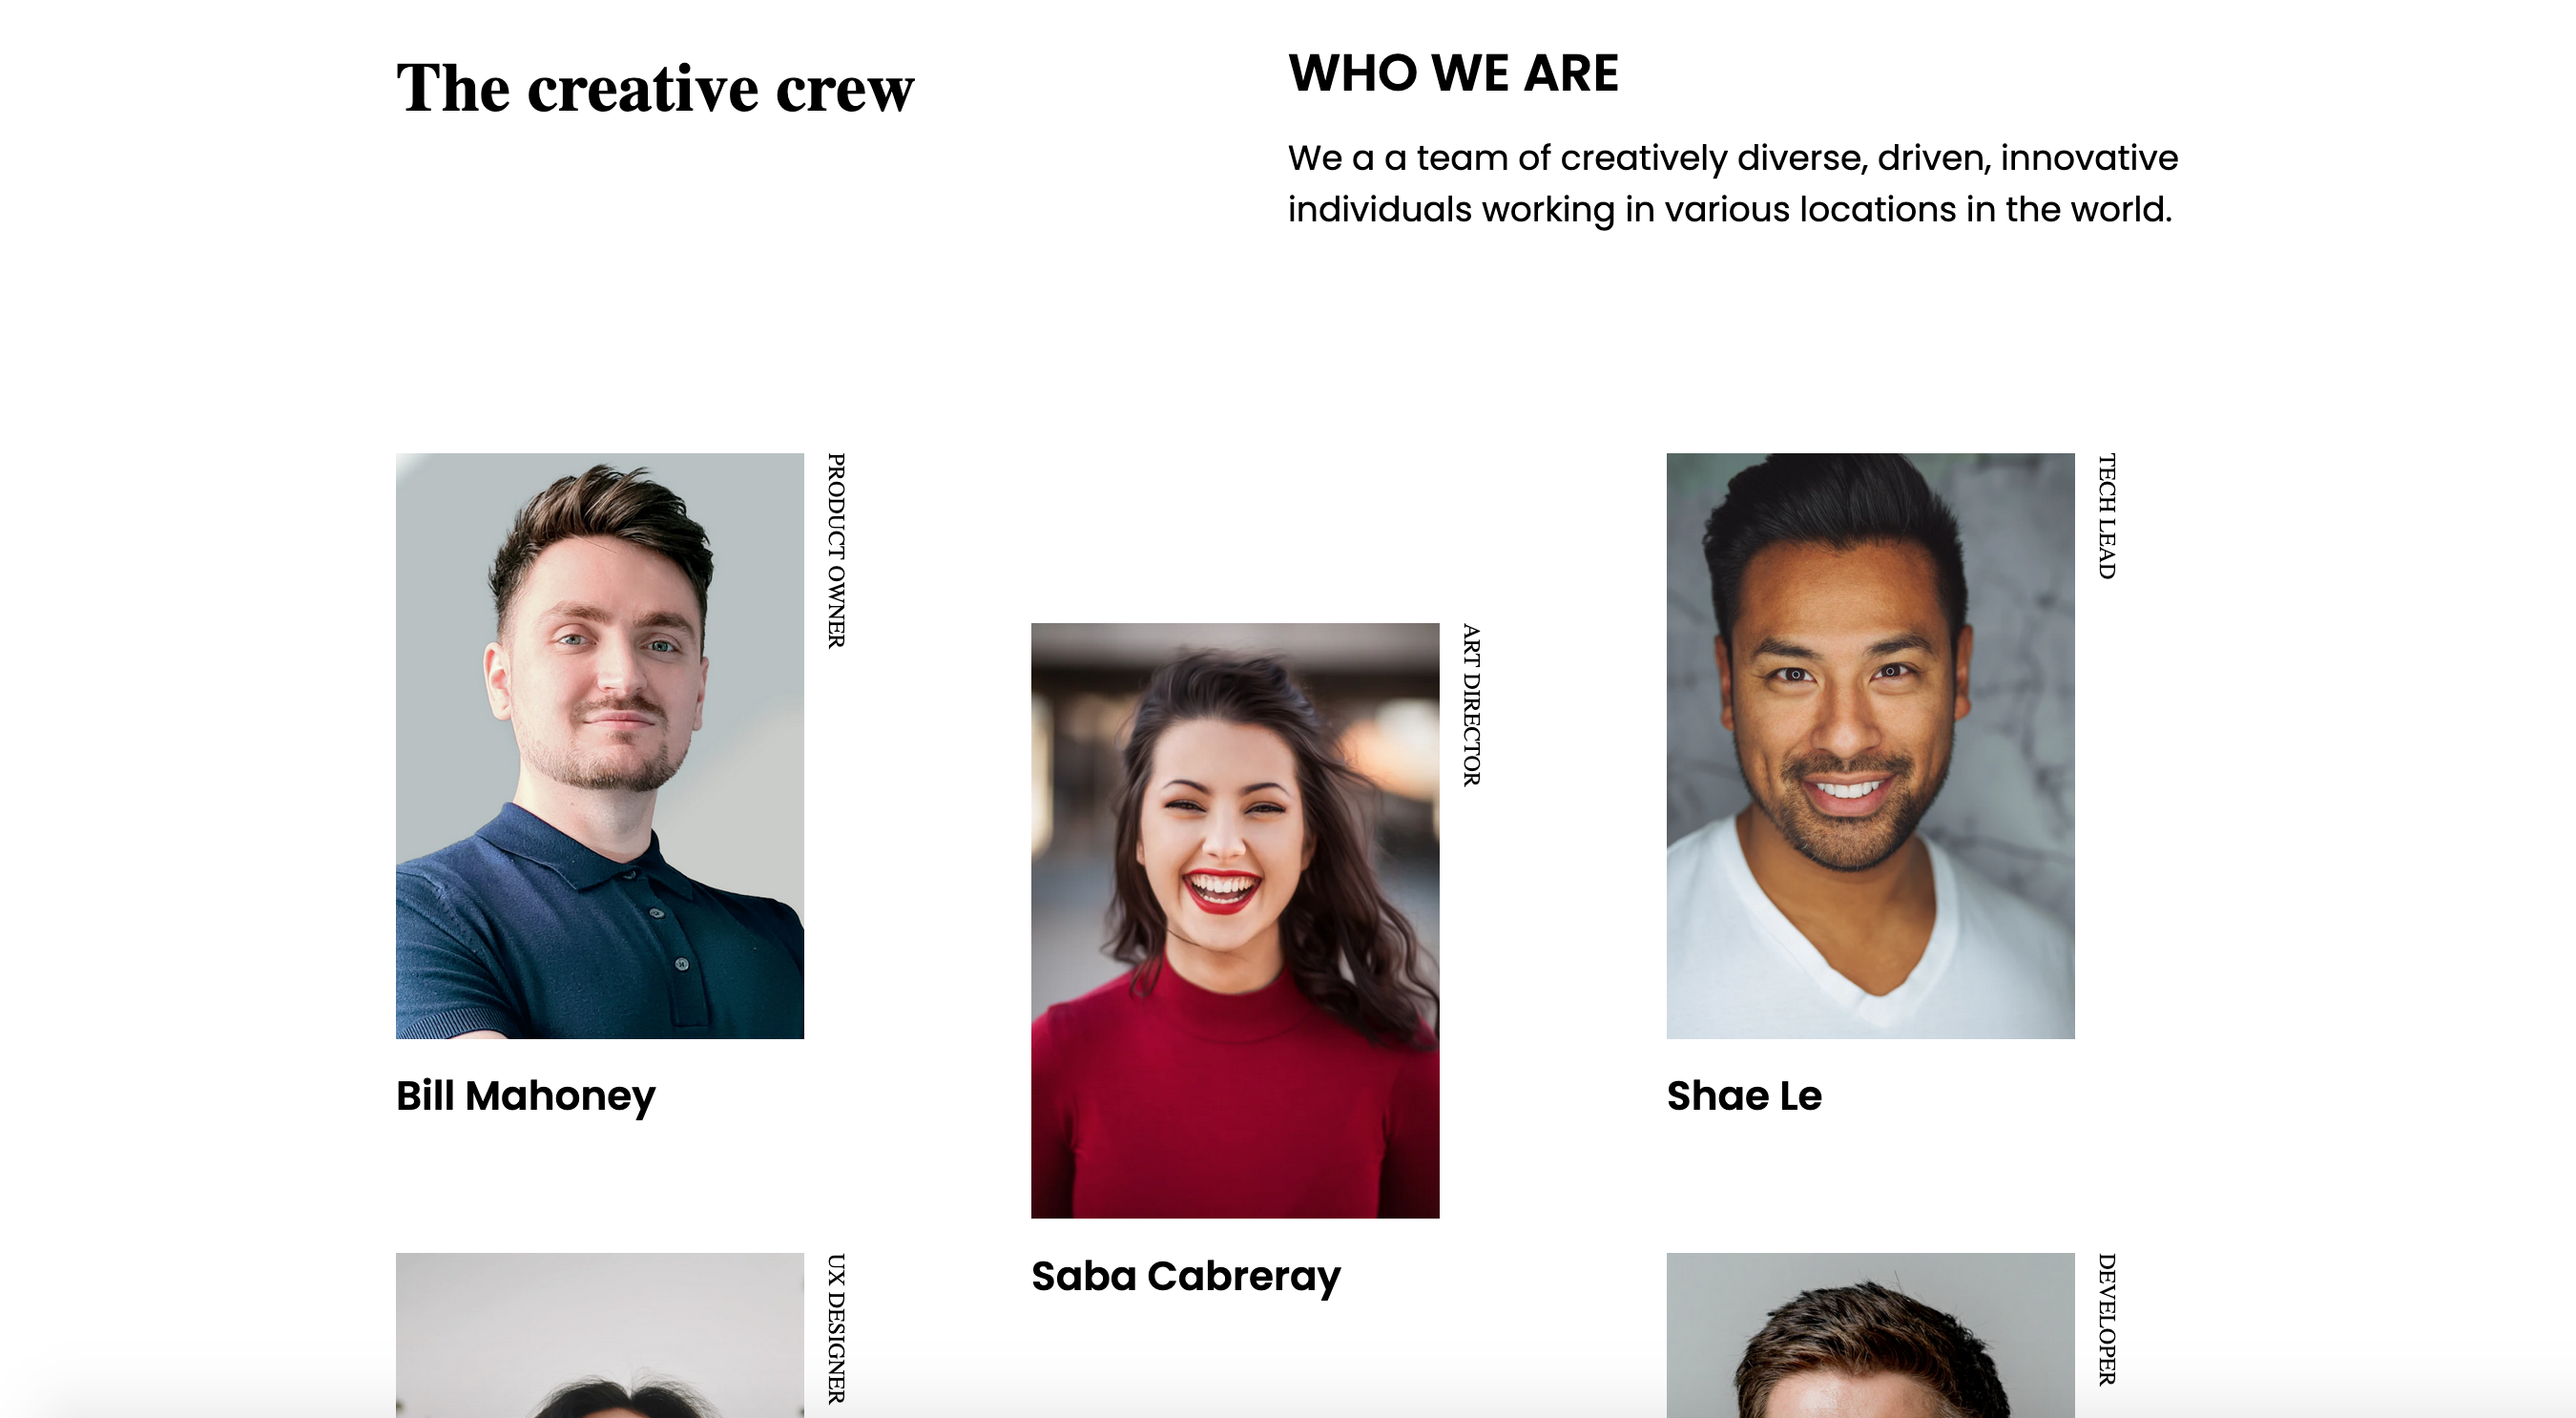 The creative crew
WHO WE ARE
We a a team of creatively diverse, driven, innovative
individuals working in various locations in the world.
PRODUCT OWNER
Bill Mahoney
ART DIRECTOR
Saba Cabreray
TECH LEAD
Shae Le
UX DESIGNER
DEVELOPER